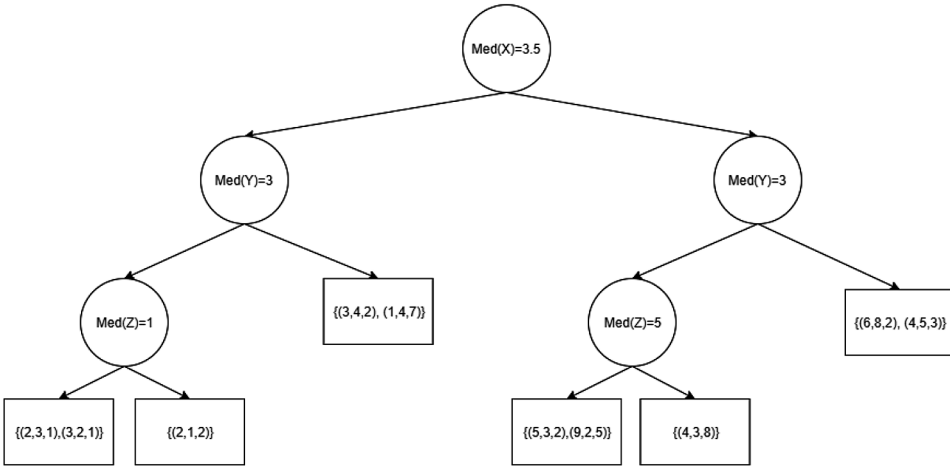 Med(X)=3.5
Med(Y)=3
Med(Y)=3
Med(Z)=1
{(3,4,2), (1,4,7)}
Med(Z)=5
{(6,8,2), (4,5,3)}
{(2,3,1),(3,2,1)}
{(2,1,2)}
{(5,3,2),(9,2,5)}
{(4,3,8)}